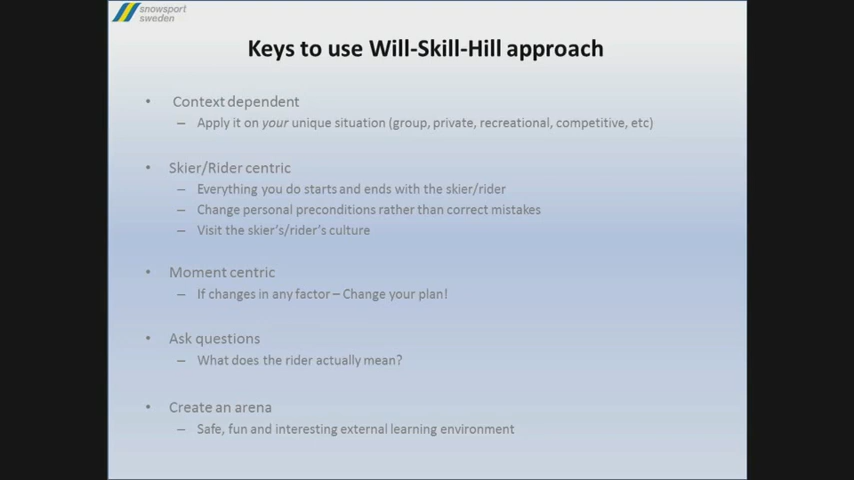 snowsport
sweden
Keys to use Will-Skill-Hill approach
• Context dependent
– Apply it on your unique situation (group, private, recreational, competitive, etc)
• Skier/Rider centric
– Everything you do starts and ends with the skier/rider
– Change personal preconditions rather than correct mistakes
– Visit the skier's/rider's culture
• Moment centric
– If changes in any factor – Change your plan!
• Ask questions
– What does the rider actually mean?
• Create an arena
– Safe, fun and interesting external learning environment